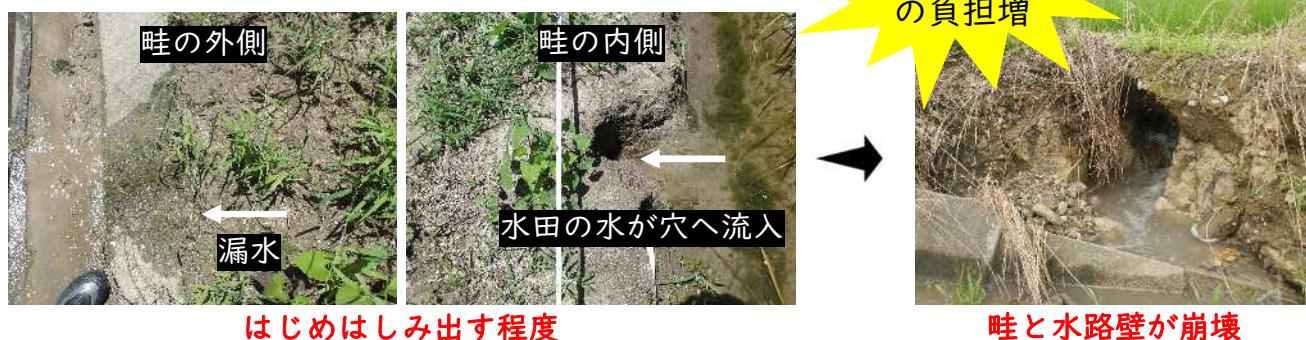 畦の外側
漏水
畦の内側
水田の水が穴へ流入
はじめはしみ出す程度
の負担増
畦と水路壁が崩壊